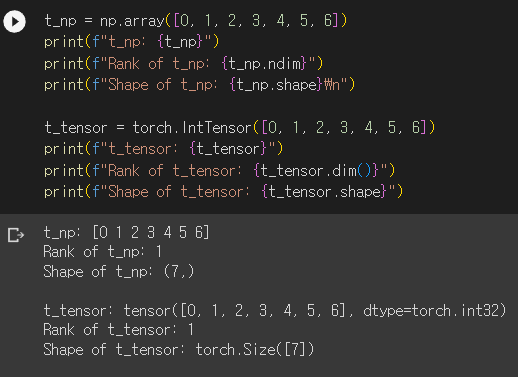 t_np = np.array([0, 1, 2, 3, 4, 5, 6])
print(f"t_np: {t_np}")
print(f"Rank of t_np: {t_np.ndim}")
print(f"Shape of t_np: {t_np.shape}₩n")
t_tensor = torch.IntTensor([0, 1, 2, 3, 4, 5, 6])
print(f"t_tensor: {t_tensor}")
print(f"Rank of t_tensor: {t_tensor.dim()}")
print(f"Shape of t_tensor: {t_tensor.shape}")
t_np: [0 1 2 3 4 5 6]
Rank of t_np: 1
Shape of t_np: (7,)
t_tensor: tensor([0, 1, 2, 3, 4, 5, 6], dtype=torch.int32)
Rank of t_tensor: 1
Shape of t_tensor: torch.Size([7])